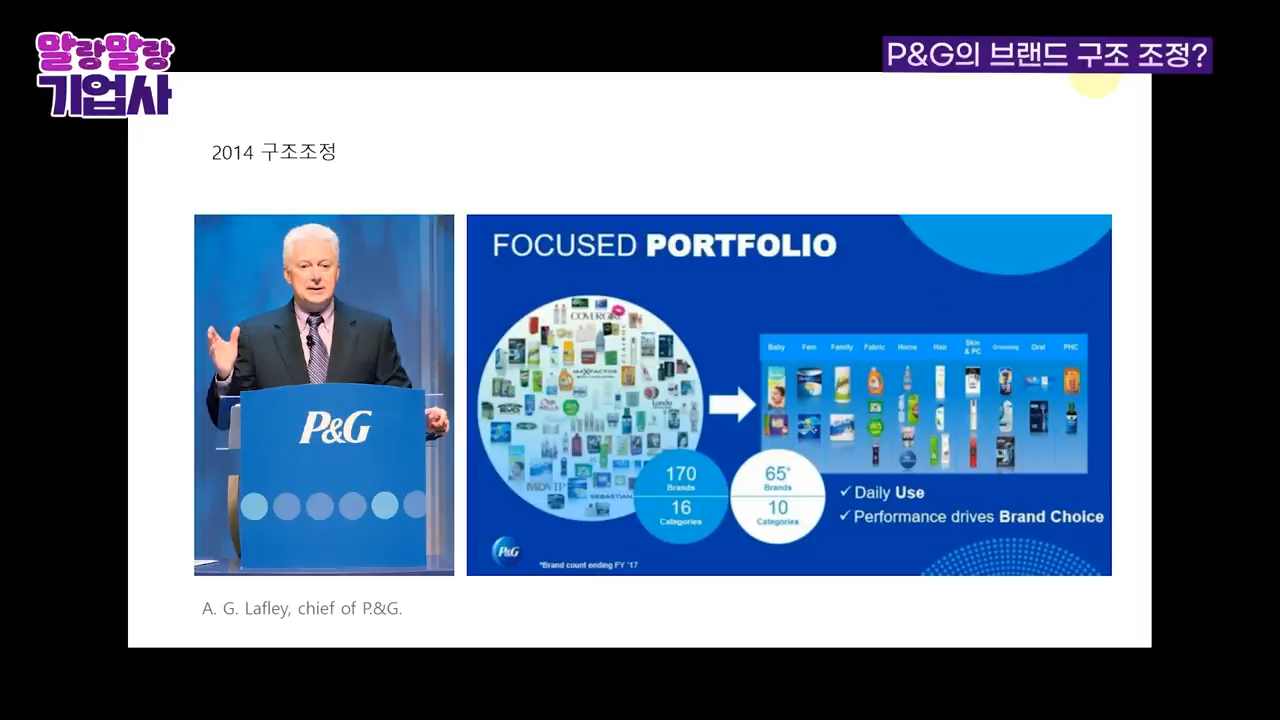 말랑말랑
기업사
P&G의 브랜드 구조 조정?
2014 구조조정
P&G
A. G. Lafley, chief of P.&G.
FOCUSED PORTFOLIO
COVERGIRL
CLAIROL
MAXFACTOR
SEBASTIAN
170
Brands
16
Categories
65*
Brands
10
Categories
Baby Fem Family Fabric Home Hair Skin & PC Grooming Oral PHC
✓ Daily Use
✓ Performance drives Brand Choice
P&G
*Brand count ending FY '17